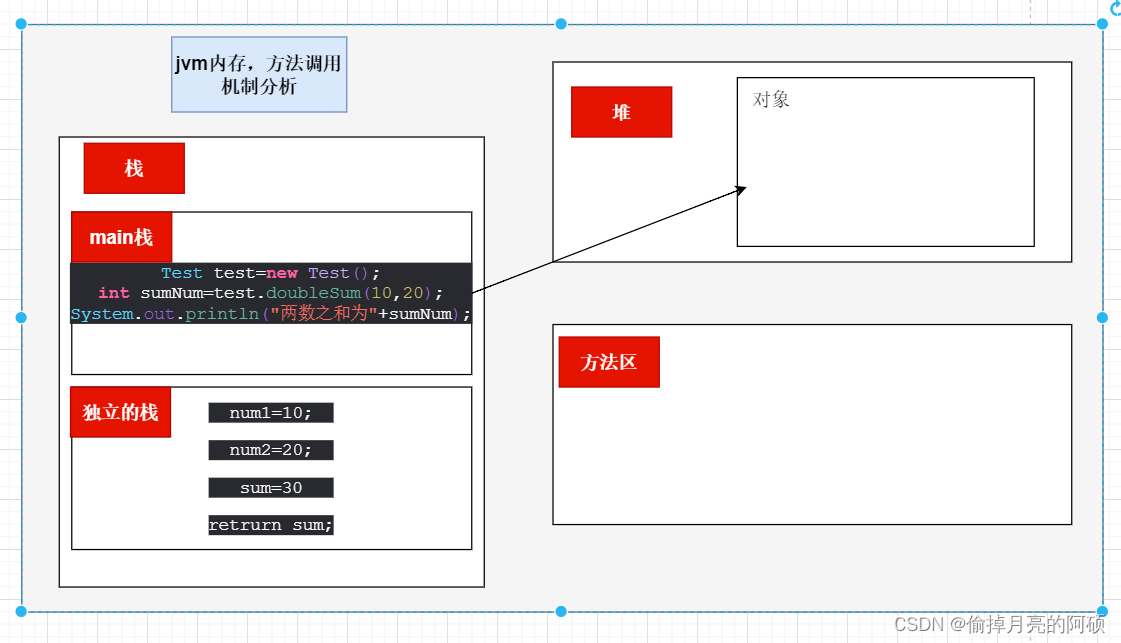 jvm内存，方法调用
机制分析
栈
main栈
Test test=new Test();
int sumNum=test.doubleSum(10,20);
System.out.println("两数之和为"+sumNum);
独立的栈
num1=10;
num2=20;
sum=30
retrurn sum;
堆
对象
方法区
CSDN @偷掉月亮的阿硕